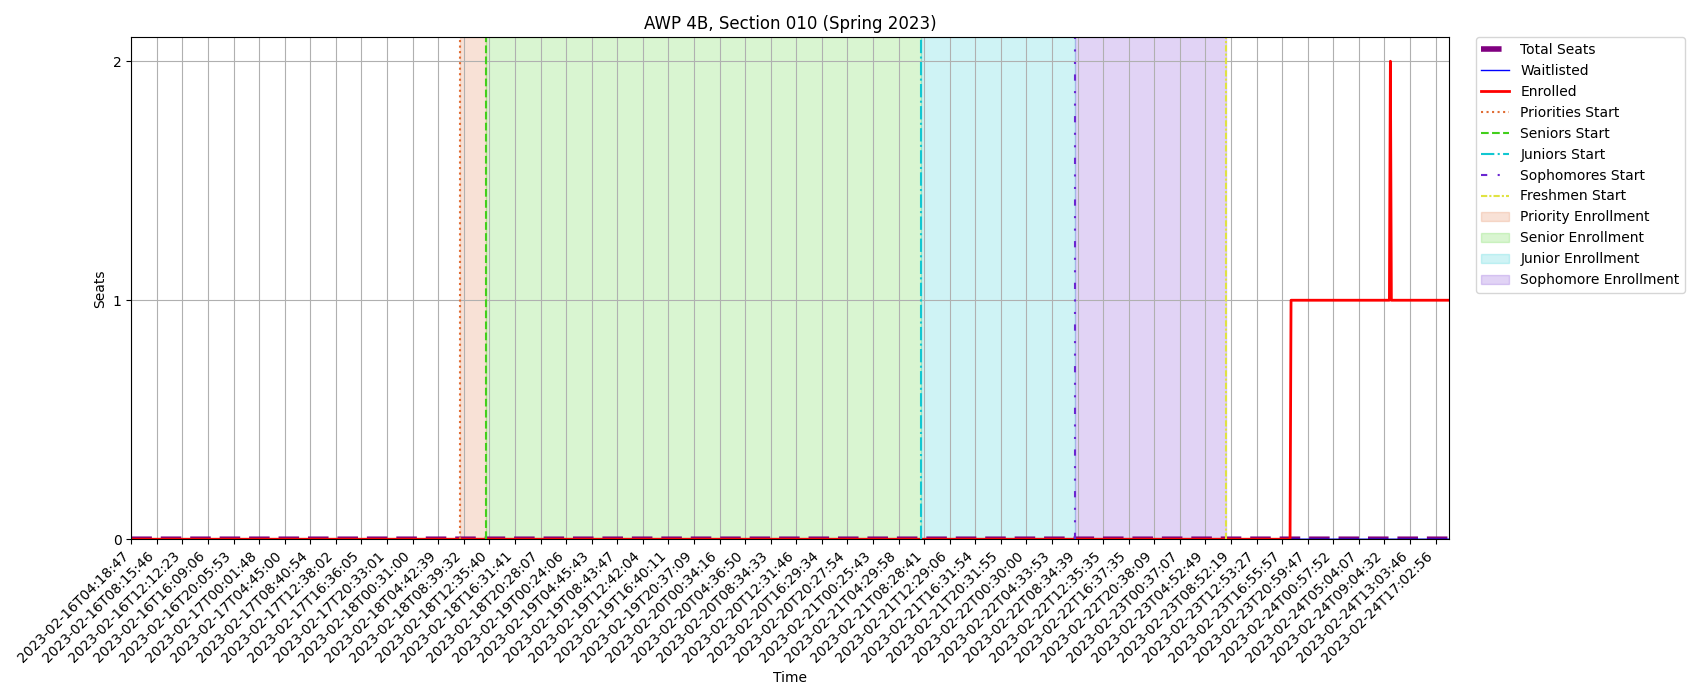 AWP 4B, Section 010 (Spring 2023)
Seats
2
1
0
2023-02-16T04:18:47
2023-02-16T08:15:46
2023-02-16T12:12:23
2023-02-16T16:09:06
2023-02-16T20:05:53
2023-02-17T00:01:48
2023-02-17T04:45:00
2023-02-17T08:40:54
2023-02-17T12:38:02
2023-02-17T16:36:05
2023-02-17T20:33:01
2023-02-18T00:31:00
2023-02-18T04:42:39
2023-02-18T08:39:32
2023-02-18T12:35:40
2023-02-18T16:31:41
2023-02-18T20:28:07
2023-02-19T00:24:06
2023-02-19T04:45:43
2023-02-19T08:43:47
2023-02-19T12:42:04
2023-02-19T16:40:11
2023-02-19T20:37:09
2023-02-20T00:34:16
2023-02-20T04:36:50
2023-02-20T08:34:33
2023-02-20T12:31:46
2023-02-20T16:29:34
2023-02-20T20:27:54
2023-02-21T00:25:43
2023-02-21T04:29:58
2023-02-21T08:28:41
2023-02-21T12:29:06
2023-02-21T16:31:54
2023-02-21T20:31:55
2023-02-22T00:30:00
2023-02-22T04:33:53
2023-02-22T08:34:39
2023-02-22T12:35:35
2023-02-22T16:37:35
2023-02-22T20:38:09
2023-02-23T00:37:07
2023-02-23T04:52:49
2023-02-23T08:52:19
2023-02-23T12:53:27
2023-02-23T16:55:57
2023-02-23T20:59:47
2023-02-24T00:57:52
2023-02-24T05:04:07
2023-02-24T09:04:32
2023-02-24T13:03:46
2023-02-24T17:02:56
Time
Total Seats
Waitlisted
Enrolled
Priorities Start
Seniors Start
Juniors Start
Sophomores Start
Freshmen Start
Priority Enrollment
Senior Enrollment
Junior Enrollment
Sophomore Enrollment